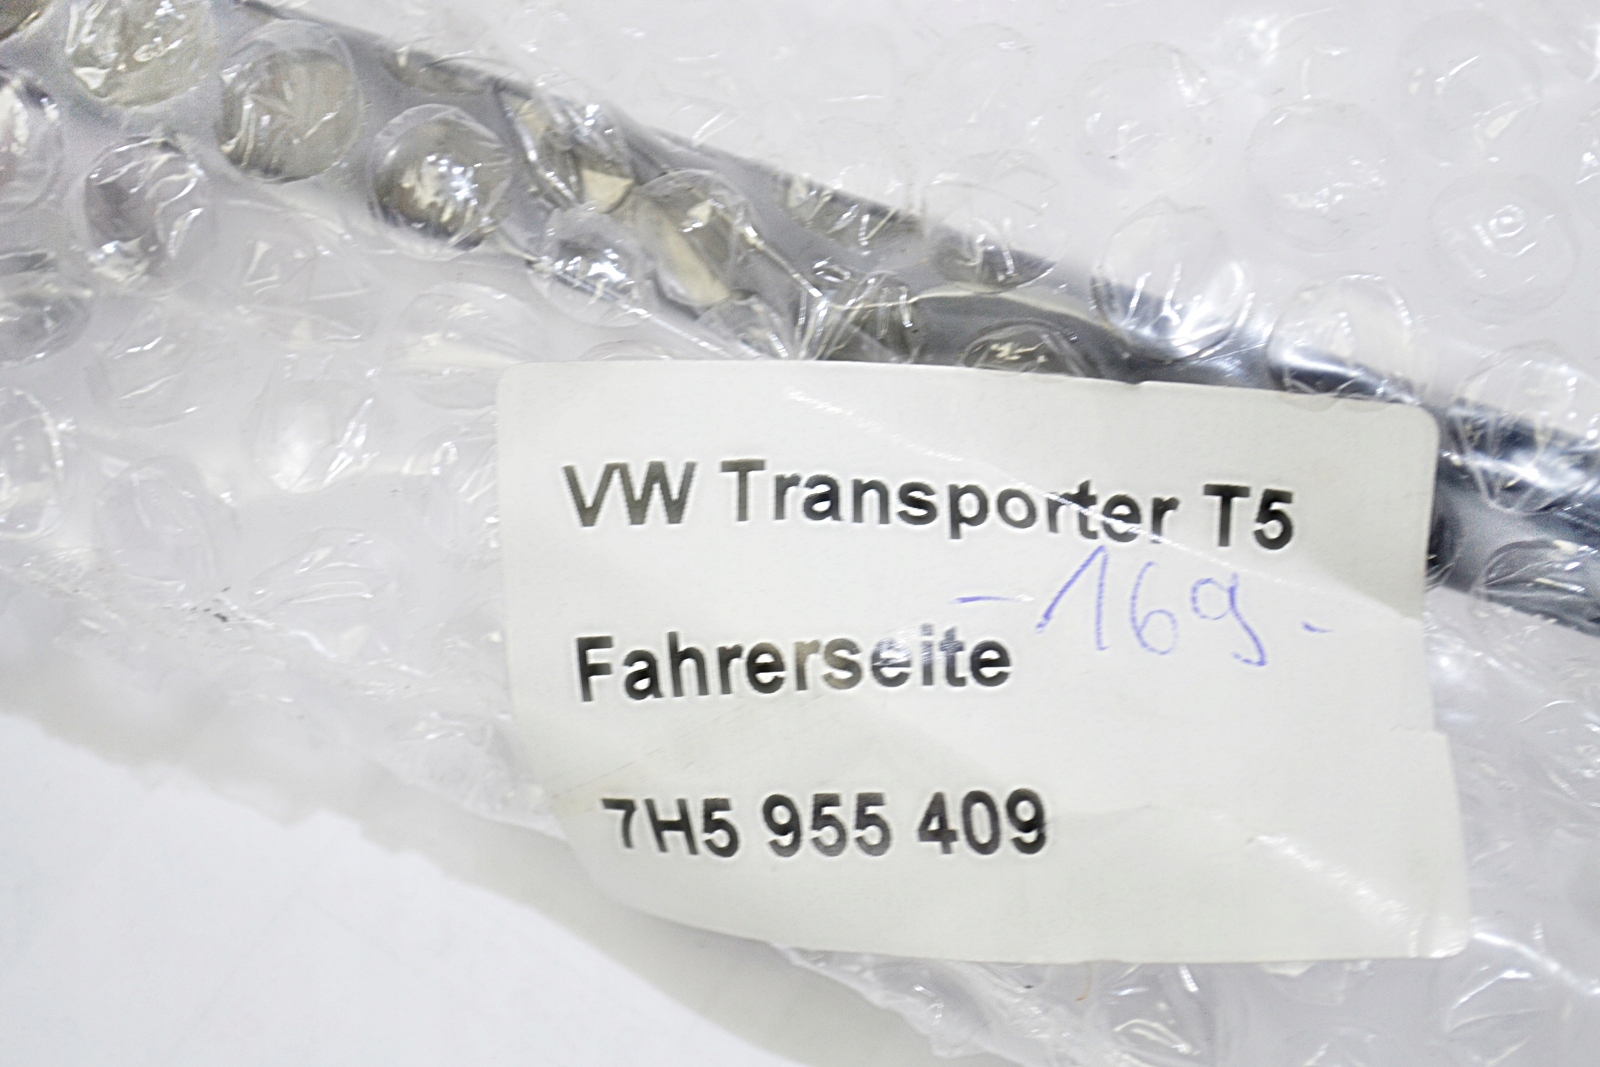 VW Transporter T5
- 169. -
Fahrerseite
7H5 955 409